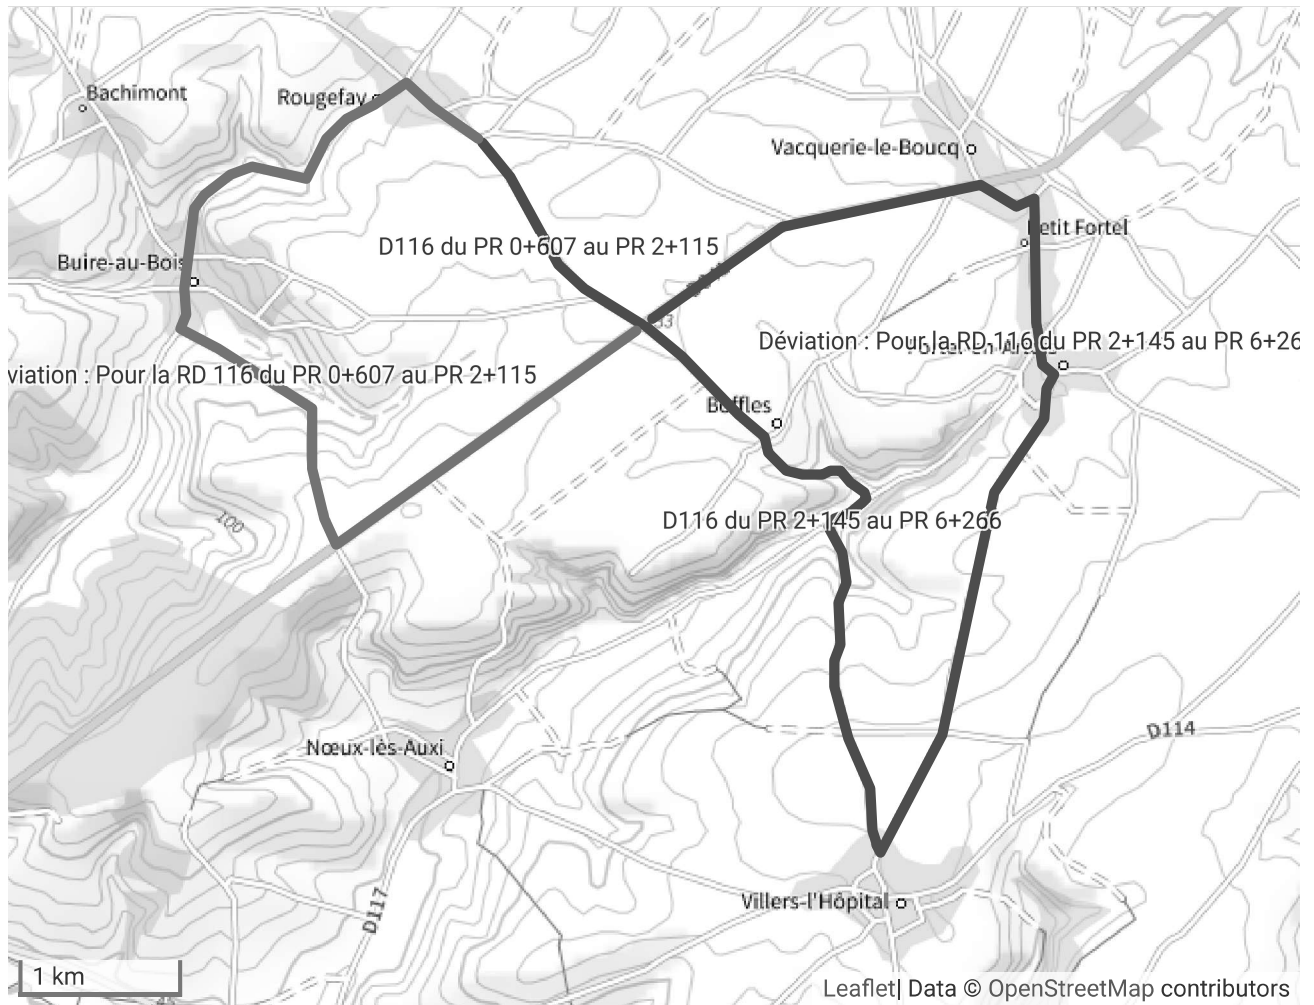 Bachimont
Rougefay
Vacquerie-le-Boucq
Petit Fortel
D116 du PR 0+607 au PR 2+115
Buire-au-Bois
Déviation : Pour la RD 116 du PR 2+145 au PR 6+26
viation : Pour la RD 116 du PR 0+607 au PR 2+115
Boffles
100
D116 du PR 2+145 au PR 6+266
D114
Nœux-lès-Auxi
Villers-l'Hôpital
D117
1 km
Leaflet | Data © OpenStreetMap contributors